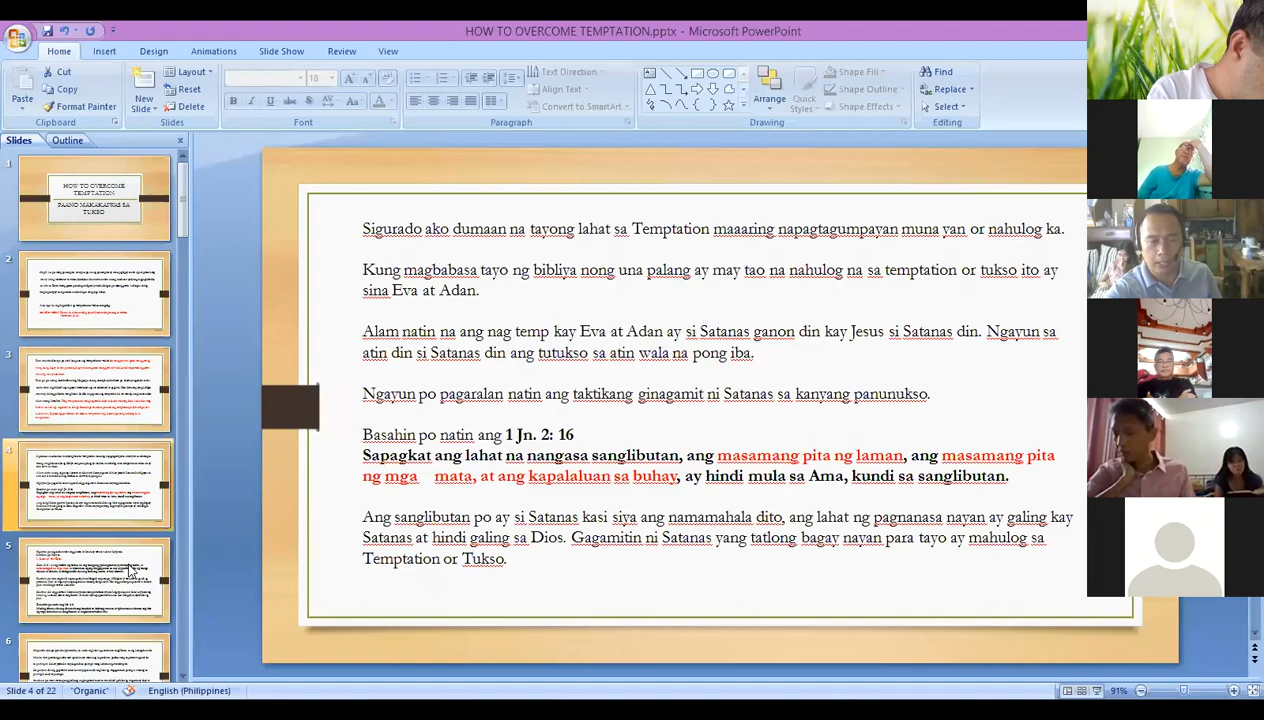 HOW TO OVERCOME TEMPTATION.pptx - Microsoft PowerPoint
Home Insert Design Animations Slide Show Review View
Cut
Copy
Format Painter
Paste
Clipboard
New
Slide
Layout
Reset
Delete
Slides
18
Font
Paragraph
Text Direction
Align Text
Convert to SmartArt
Arrange
Quick
Styles
Shape Fill
Shape Outline
Shape Effects
Drawing
Find
Replace
Select
Editing
Slides Outline
1
HOW TO OVERCOME
TEMPTATION
PAANO MAKAKAIWAS SA
TUKSO
2
3
4
5
6
Sigurado ako dumaan na tayong lahat sa Temptation maaaring napagtagumpayan muna yan or nahulog ka.
Kung magbabasa tayo ng bibliya nong una palang ay may tao na nahulog na sa temptation or tukso ito ay
sina Eva at Adan.
Alam natin na ang nag temp kay Eva at Adan ay si Satanas ganon din kay Jesus si Satanas din. Ngayun sa
atin din si Satanas din ang tutukso sa atin wala na pong iba.
Ngayun po pagaralan natin ang taktikang ginagamit ni Satanas sa kanyang panunukso.
Basahin po natin ang 1 Jn. 2: 16
Sapagkat ang lahat na nangasa sanglibutan, ang masamang pita ng laman, ang masamang pita
ng mga mata, at ang kapalaluan sa buhay, ay hindi mula sa Ama, kundi sa sanglibutan.
Ang sanglibutan po ay si Satanas kasi siya ang namamahala dito, ang lahat ng pagnanasa nayan ay galing kay
Satanas at hindi galing sa Dios. Gagamitin ni Satanas yang tatlong bagay nayan para tayo ay mahulog sa
Temptation or Tukso.
Slide 4 of 22 "Organic" English (Philippines) 91%